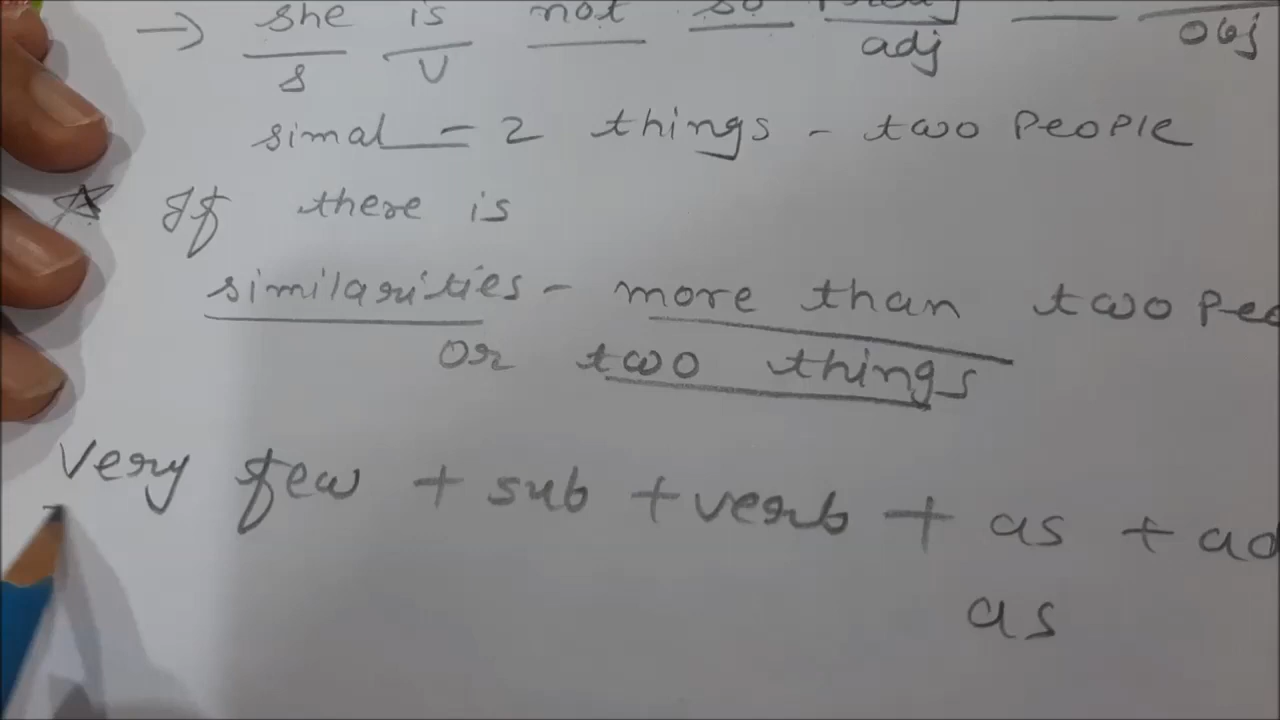 → she is not so
s v adj obj
simal = 2 things - two People
If there is
similarities - more than two Peo
or two things
very few + sub + verb + as + ad
as